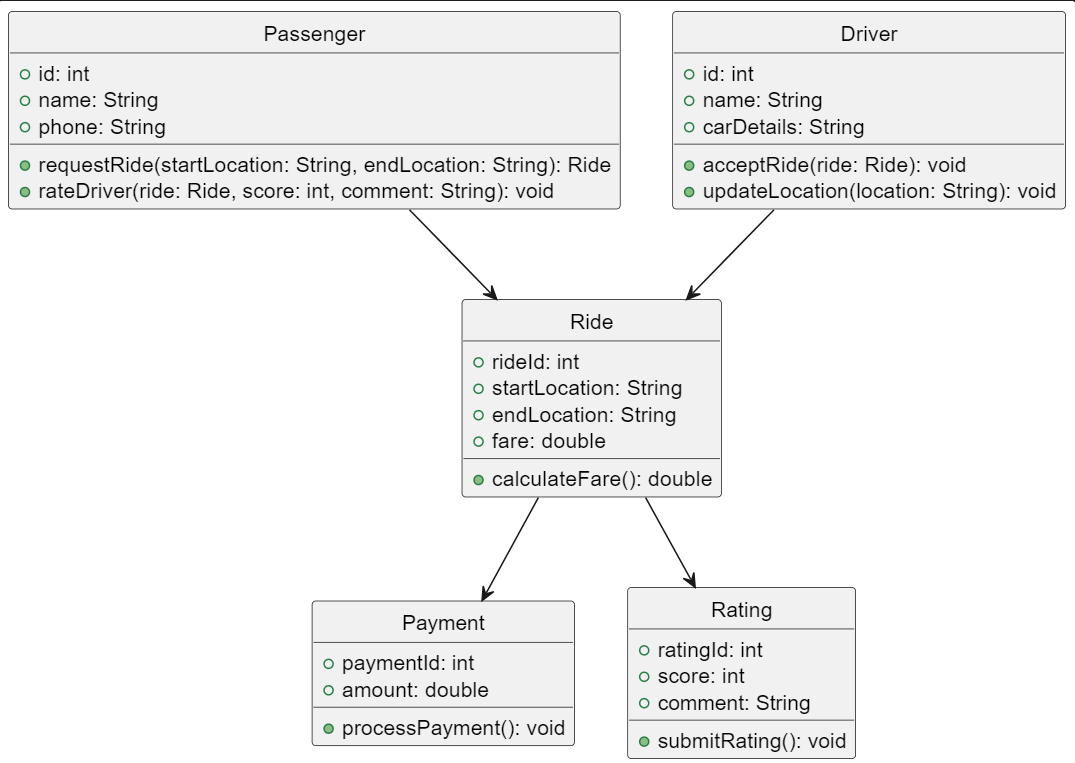 Passenger
id: int
name: String
phone: String
requestRide(startLocation: String, endLocation: String): Ride
rateDriver(ride: Ride, score: int, comment: String): void
Driver
id: int
name: String
carDetails: String
acceptRide(ride: Ride): void
updateLocation(location: String): void
Ride
rideId: int
startLocation: String
endLocation: String
fare: double
calculateFare(): double
Payment
paymentId: int
amount: double
processPayment(): void
Rating
ratingId: int
score: int
comment: String
submitRating(): void